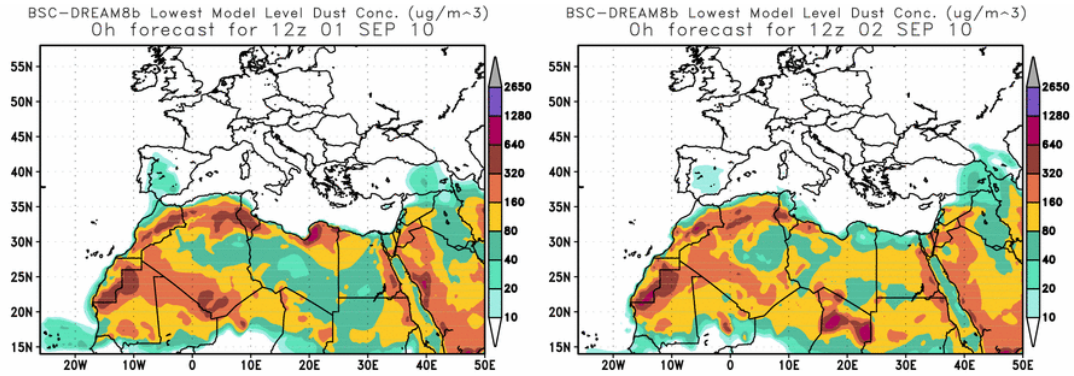 BSC-DREAM8b Lowest Model Level Dust Conc. (ug/m^3)
0h forecast for 12z 01 SEP 10
55N
50N
45N
40N
35N
30N
25N
20N
15N
20W
10W
0
10E
20E
30E
40E
50E
2650
1280
640
320
160
80
40
20
10
BSC-DREAM8b Lowest Model Level Dust Conc. (ug/m^3)
0h forecast for 12z 02 SEP 10
55N
50N
45N
40N
35N
30N
25N
20N
15N
20W
10W
0
10E
20E
30E
40E
50E
2650
1280
640
320
160
80
40
20
10